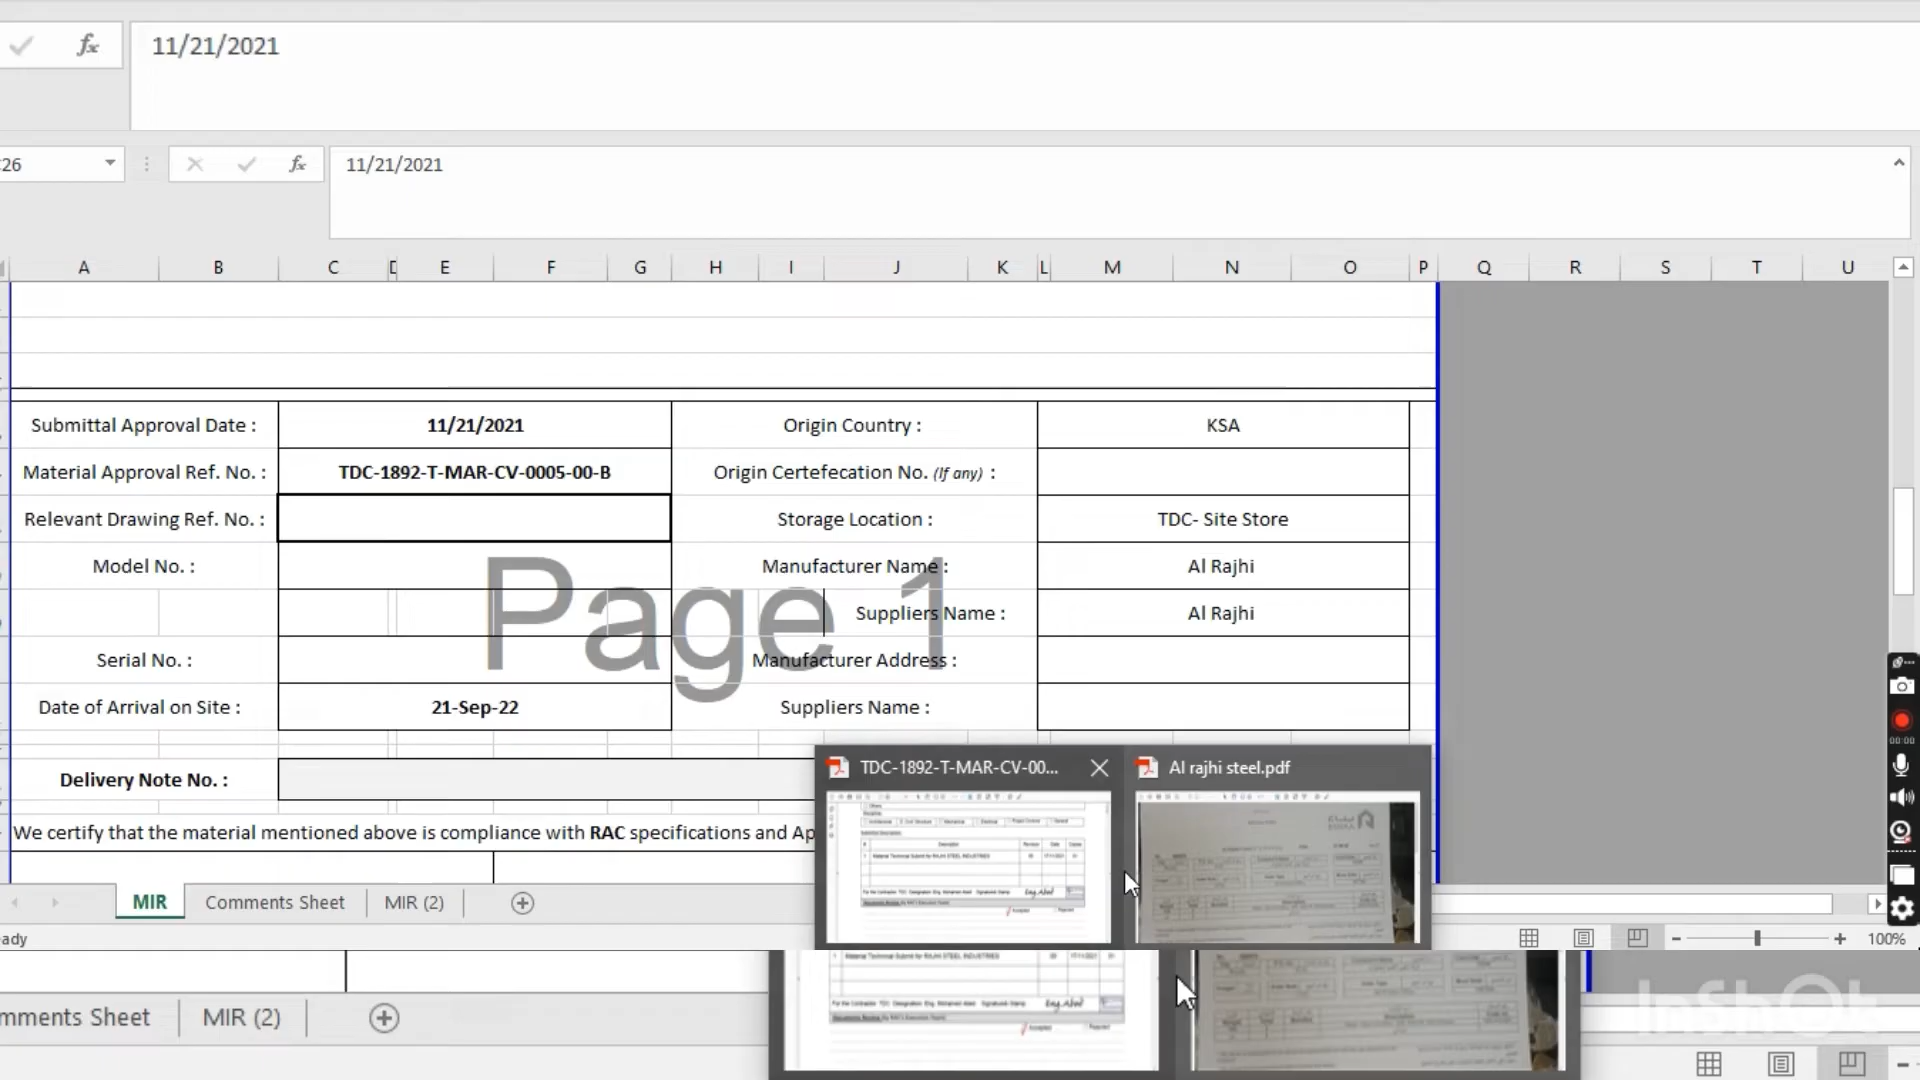 fx 11/21/2021
26 fx 11/21/2021
A B C D E F G H I J K L M N O P Q R S T U
Submittal Approval Date : 11/21/2021 Origin Country : KSA
Material Approval Ref. No. : TDC-1892-T-MAR-CV-0005-00-B Origin Certefecation No. (If any) :
Relevant Drawing Ref. No. : Storage Location : TDC- Site Store
Model No. : Manufacturer Name : Al Rajhi
Page 1
Suppliers Name : Al Rajhi
Serial No. : Manufacturer Address :
Date of Arrival on Site : 21-Sep-22 Suppliers Name :
00:00
Delivery Note No. :
TDC-1892-T-MAR-CV-00... Al rajhi steel.pdf
We certify that the material mentioned above is compliance with RAC specifications and Ap
MIR Comments Sheet MIR (2)
ady 100%
mments Sheet MIR (2)
InShOt